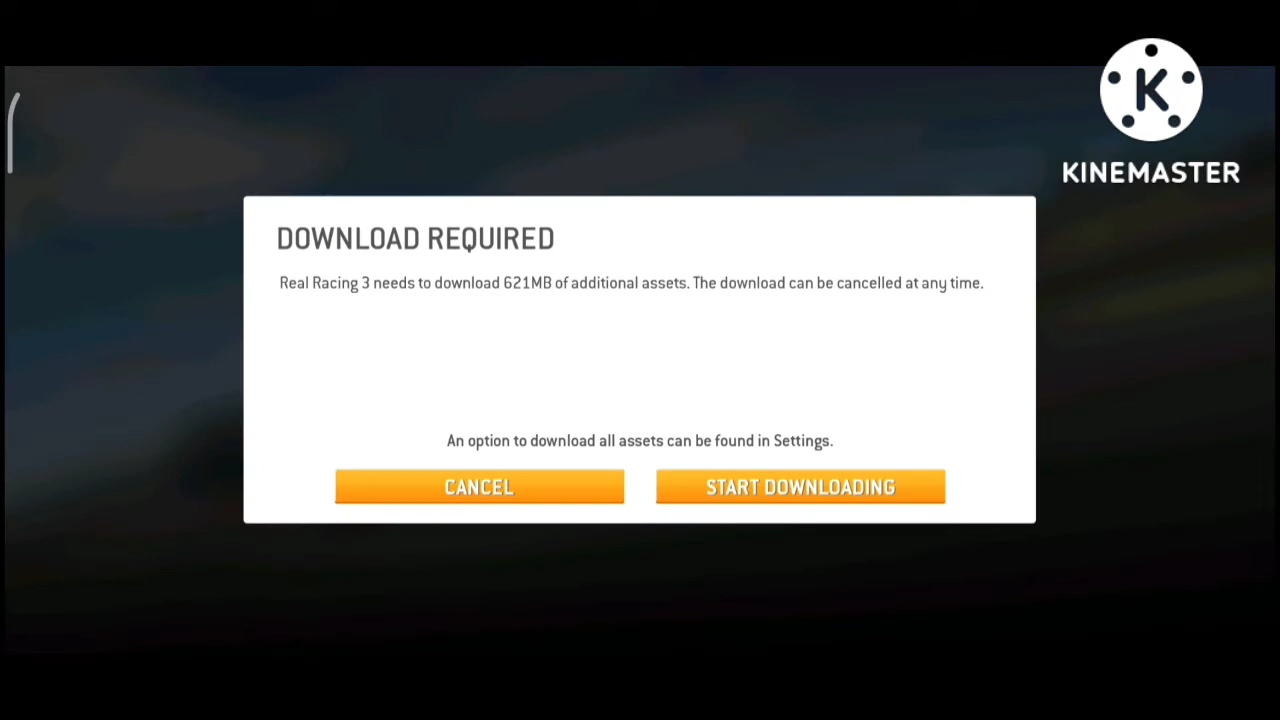 K
KINEMASTER
DOWNLOAD REQUIRED
Real Racing 3 needs to download 621MB of additional assets. The download can be cancelled at any time.
An option to download all assets can be found in Settings.
CANCEL
START DOWNLOADING